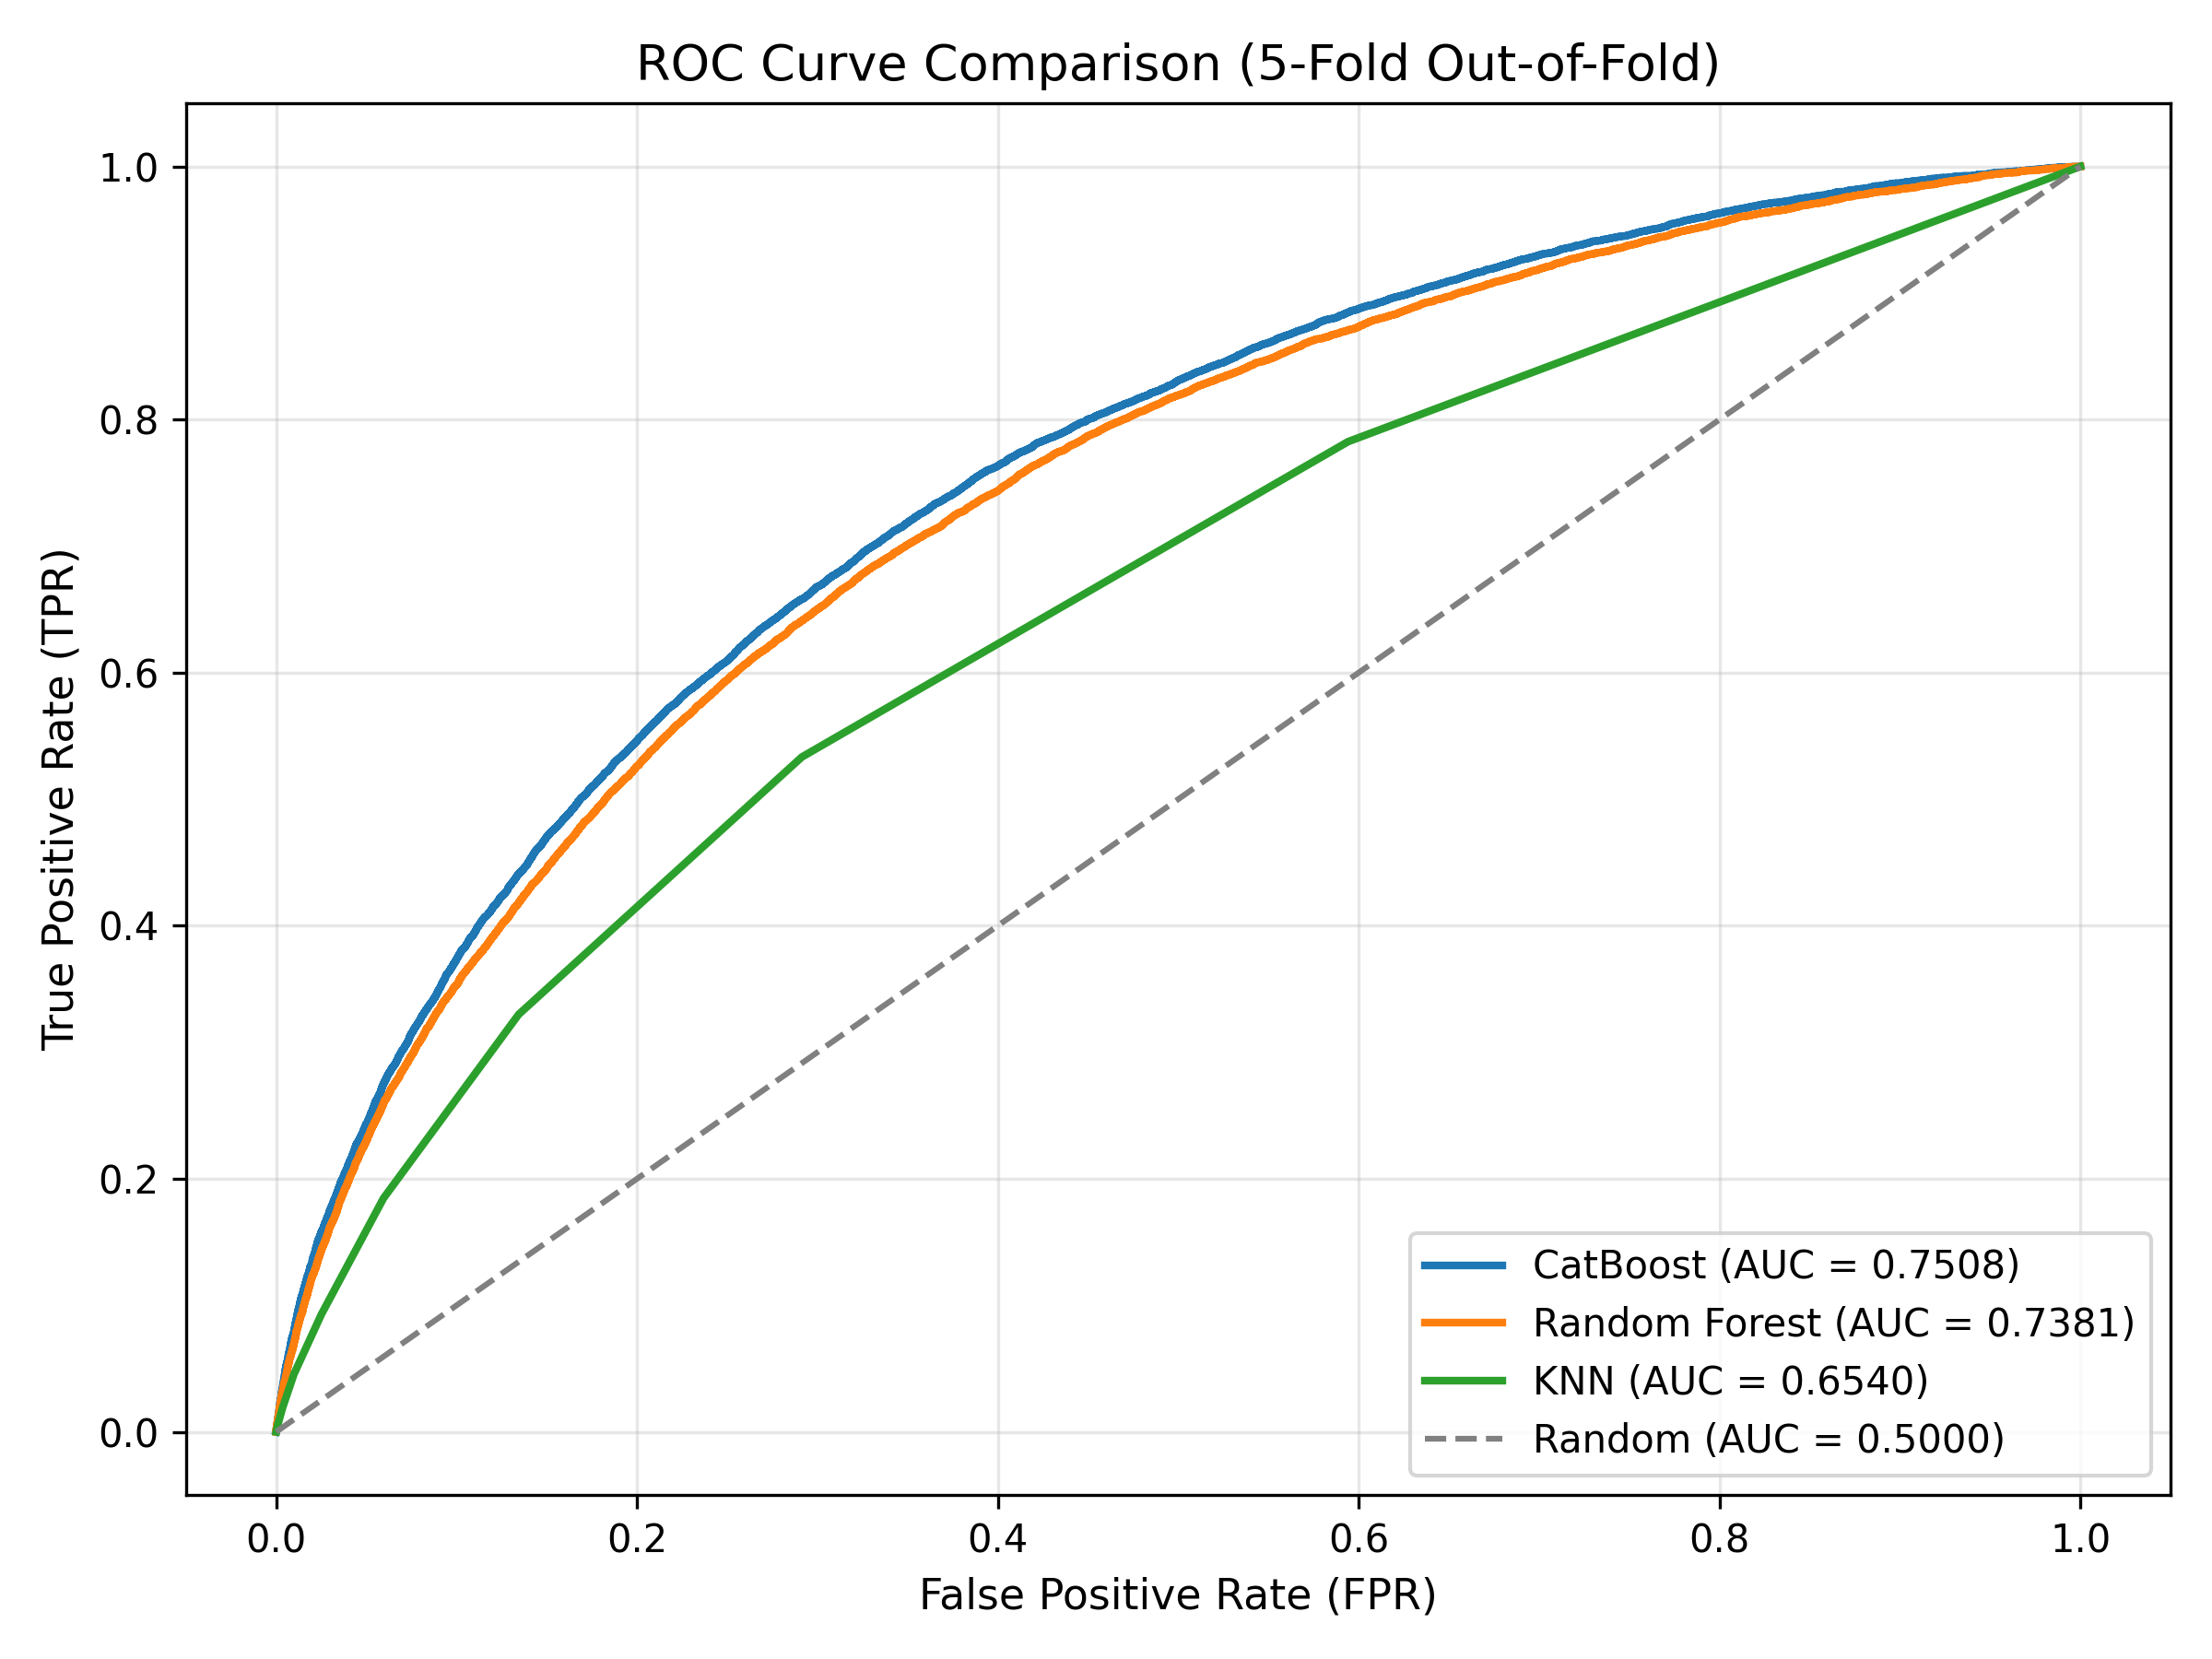 ROC Curve Comparison (5-Fold Out-of-Fold)
True Positive Rate (TPR)
1.0
0.8
0.6
0.4
0.2
0.0
CatBoost (AUC = 0.7508)
Random Forest (AUC = 0.7381)
KNN (AUC = 0.6540)
Random (AUC = 0.5000)
0.0 0.2 0.4 0.6 0.8 1.0
False Positive Rate (FPR)